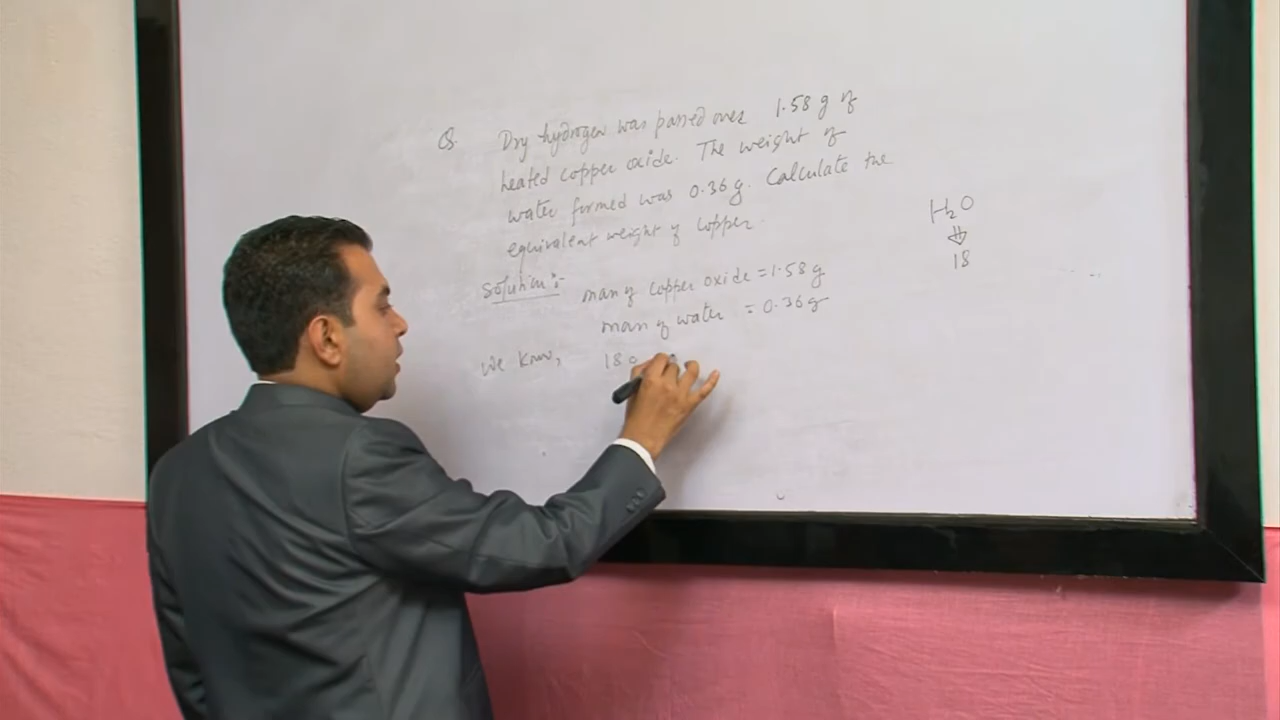 Q. Dry hydrogen was passed over 1.58 g of
heated copper oxide. The weight of
water formed was 0.36 g. Calculate the
equivalent weight of copper.
Solution:-
mass of copper oxide = 1.58 g
mass of water = 0.36 g
We know, 18
H₂O
⇓
18